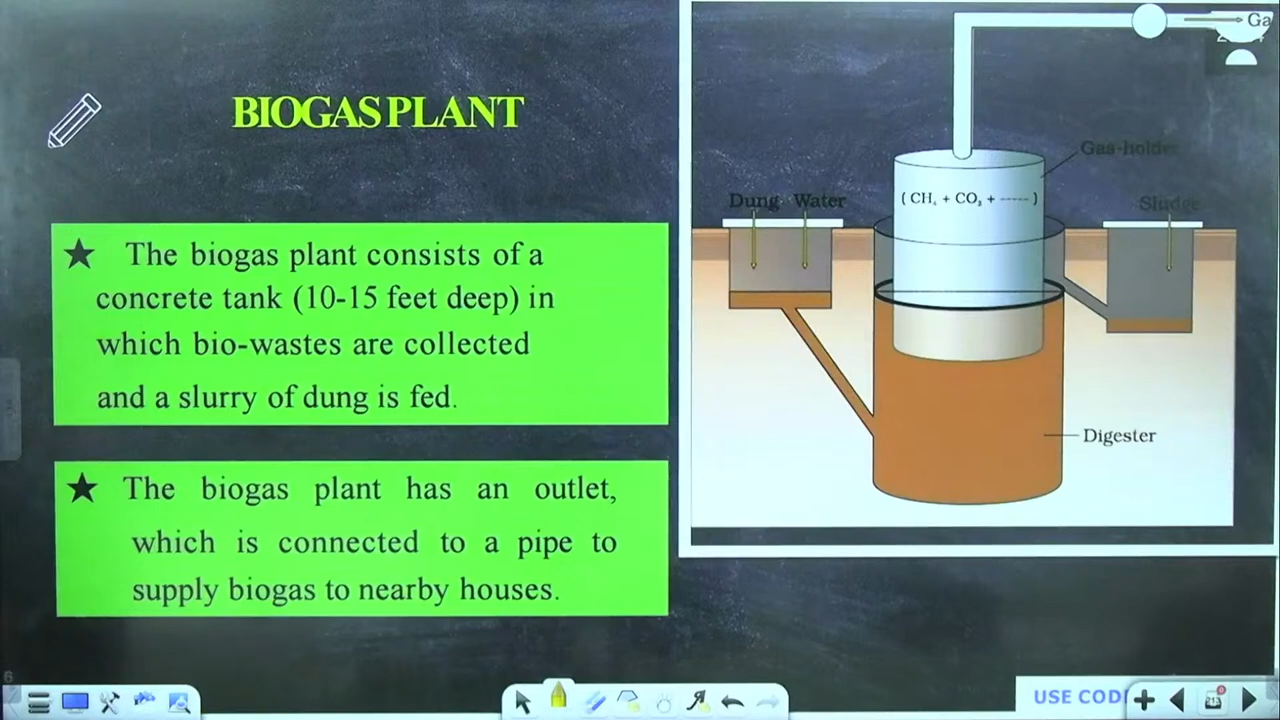 BIOGAS PLANT
★ The biogas plant consists of a
concrete tank (10-15 feet deep) in
which bio-wastes are collected
and a slurry of dung is fed.
★ The biogas plant has an outlet,
which is connected to a pipe to
supply biogas to nearby houses.
Gas-holde
Dung Water
( CH₄ + CO₂ + ----- )
Sludge
Digester
USE COD